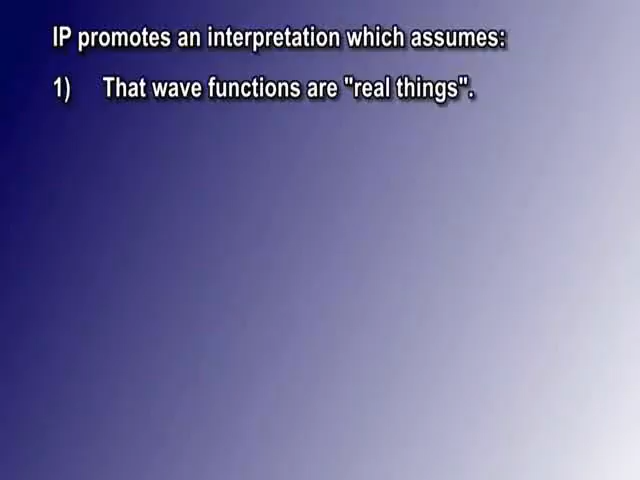 IP promotes an interpretation which assumes:
1) That wave functions are "real things".